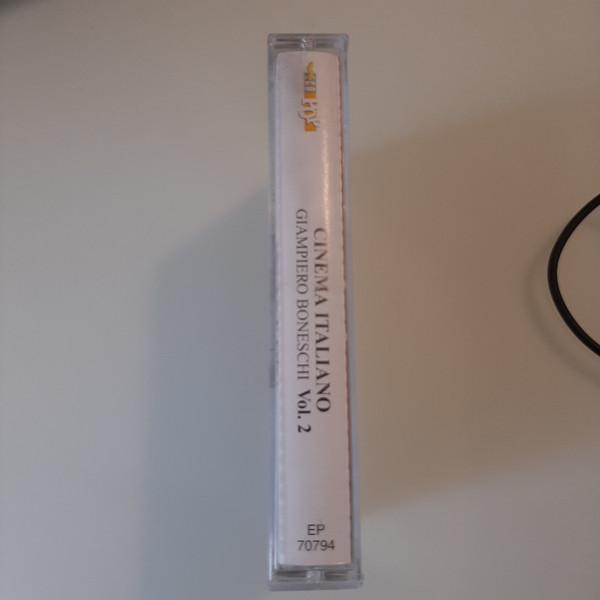 CINEMA ITALIANO
GIAMPIERO BONESCHI Vol. 2
EP
70794